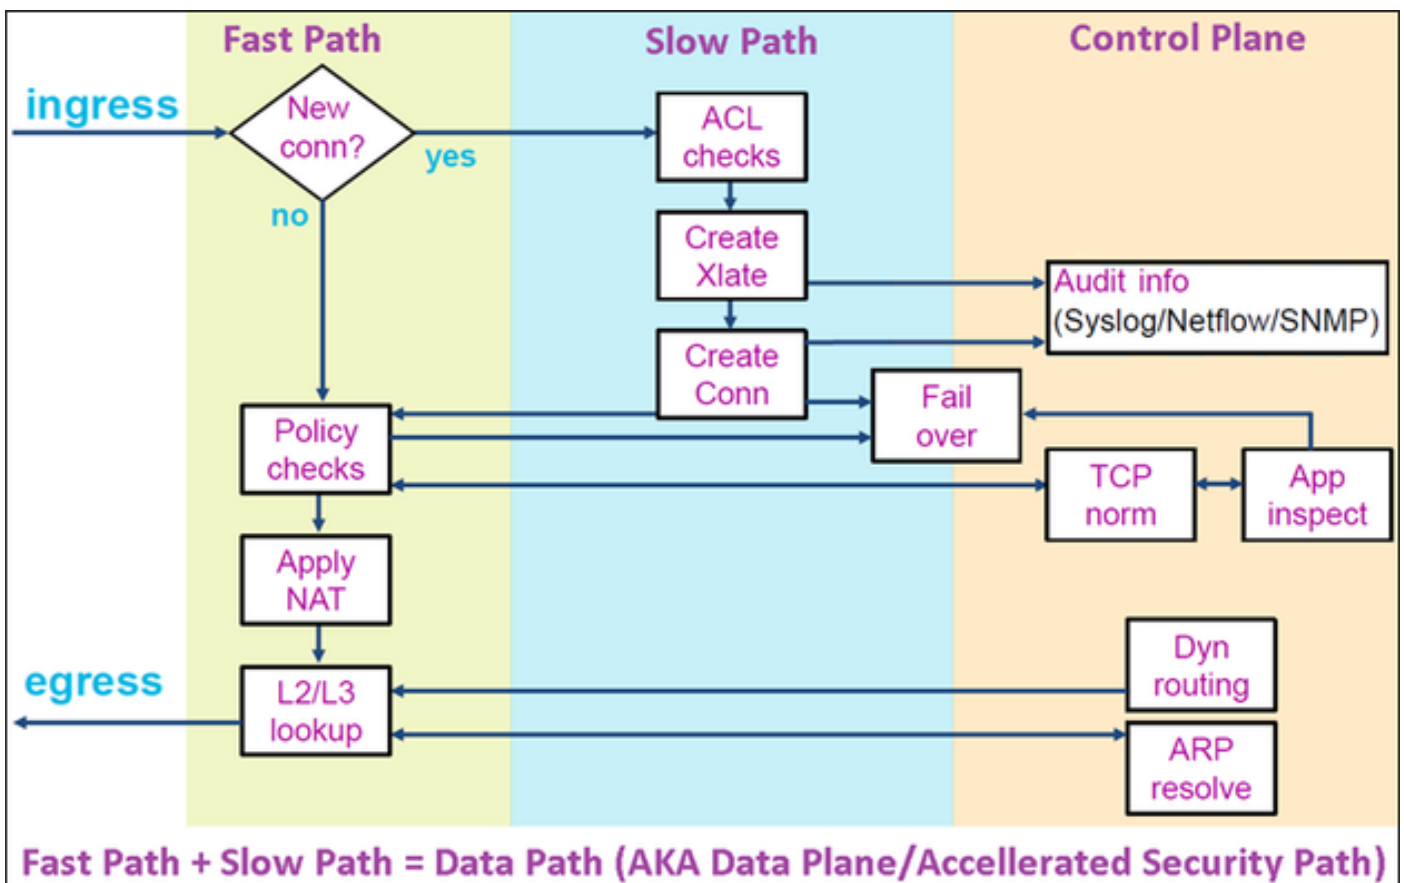 Fast Path
Slow Path
Control Plane
ingress
New
conn?
yes
no
ACL
checks
Create
Xlate
Audit info
(Syslog/Netflow/SNMP)
Create
Conn
Fail
over
Policy
checks
TCP
norm
App
inspect
Apply
NAT
Dyn
routing
egress
L2/L3
lookup
ARP
resolve
Fast Path + Slow Path = Data Path (AKA Data Plane/Accellerated Security Path)